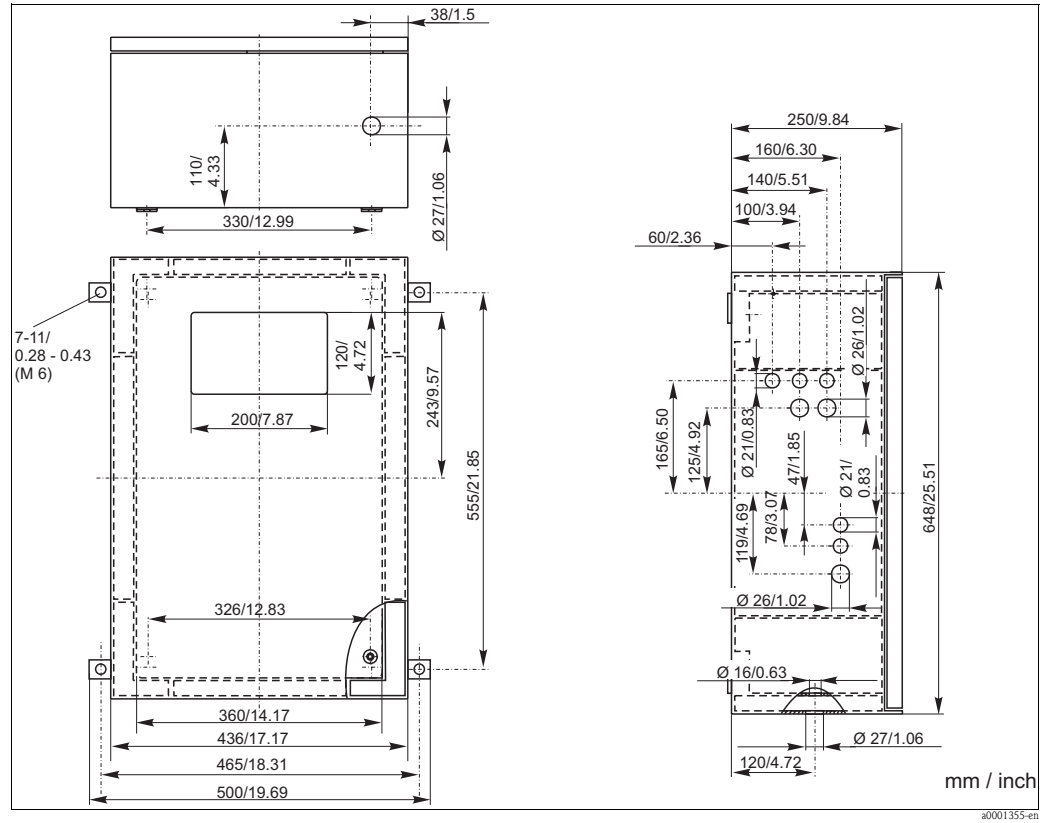 38/1.5
110/
4.33
Ø 27/1.06
330/12.99
7-11/
0.28 - 0.43
(M 6)
120/
4.72
200/7.87
243/9.57
555/21.85
326/12.83
360/14.17
436/17.17
465/18.31
500/19.69
250/9.84
160/6.30
140/5.51
100/3.94
60/2.36
Ø 26/1.02
165/6.50
125/4.92
Ø 21/0.83
47/1.85
Ø 21/
0.83
648/25.51
119/4.69
78/3.07
Ø 26/1.02
Ø 16/0.63
Ø 27/1.06
120/4.72
mm / inch
a0001355-en